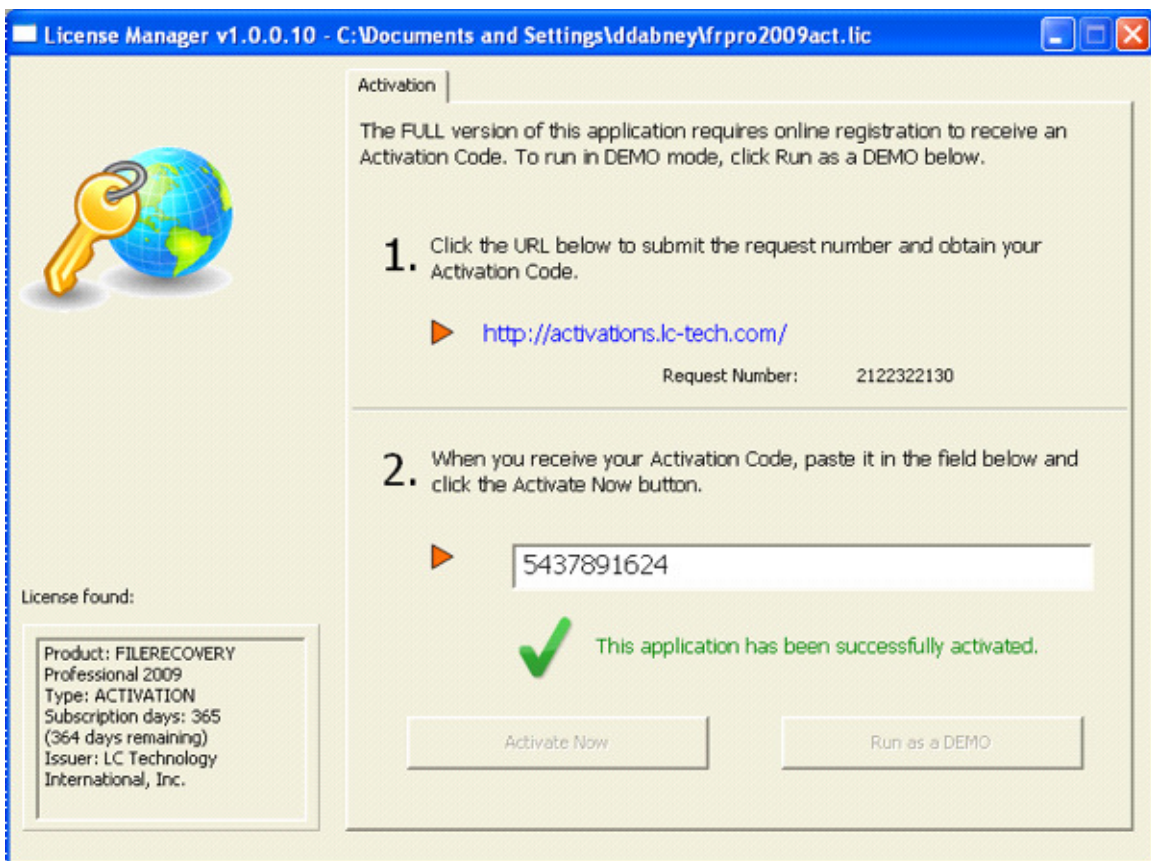 License Manager v1.0.0.10 - C:\Documents and Settings\ddabney\frpro2009act.lic
Activation
The FULL version of this application requires online registration to receive an
Activation Code. To run in DEMO mode, click Run as a DEMO below.
1. Click the URL below to submit the request number and obtain your
Activation Code.
http://activations.lc-tech.com/
Request Number: 2122322130
2. When you receive your Activation Code, paste it in the field below and
click the Activate Now button.
5437891624
This application has been successfully activated.
Activate Now
Run as a DEMO
License found:
Product: FILERECOVERY
Professional 2009
Type: ACTIVATION
Subscription days: 365
(364 days remaining)
Issuer: LC Technology
International, Inc.